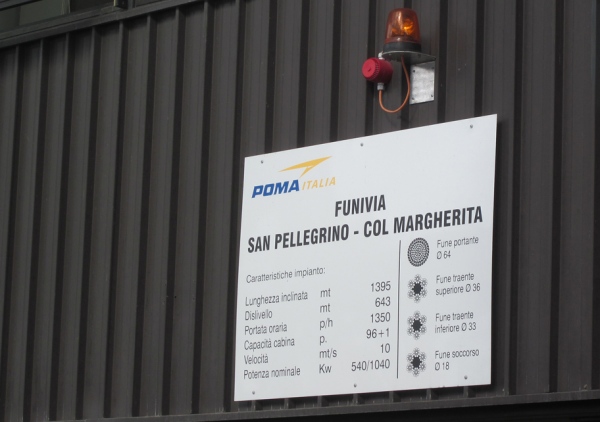 POMA ITALIA
FUNIVIA
SAN PELLEGRINO - COL MARGHERITA
Caratteristiche impianto:
Lunghezza inclinata mt 1395
Dislivello mt 643
Portata oraria p/h 1350
Capacità cabina p. 96+1
Velocità mt/s 10
Potenza nominale Kw 540/1040
Fune portante
Ø 64
Fune traente
superiore Ø 36
Fune traente
inferiore Ø 33
Fune soccorso
Ø 18